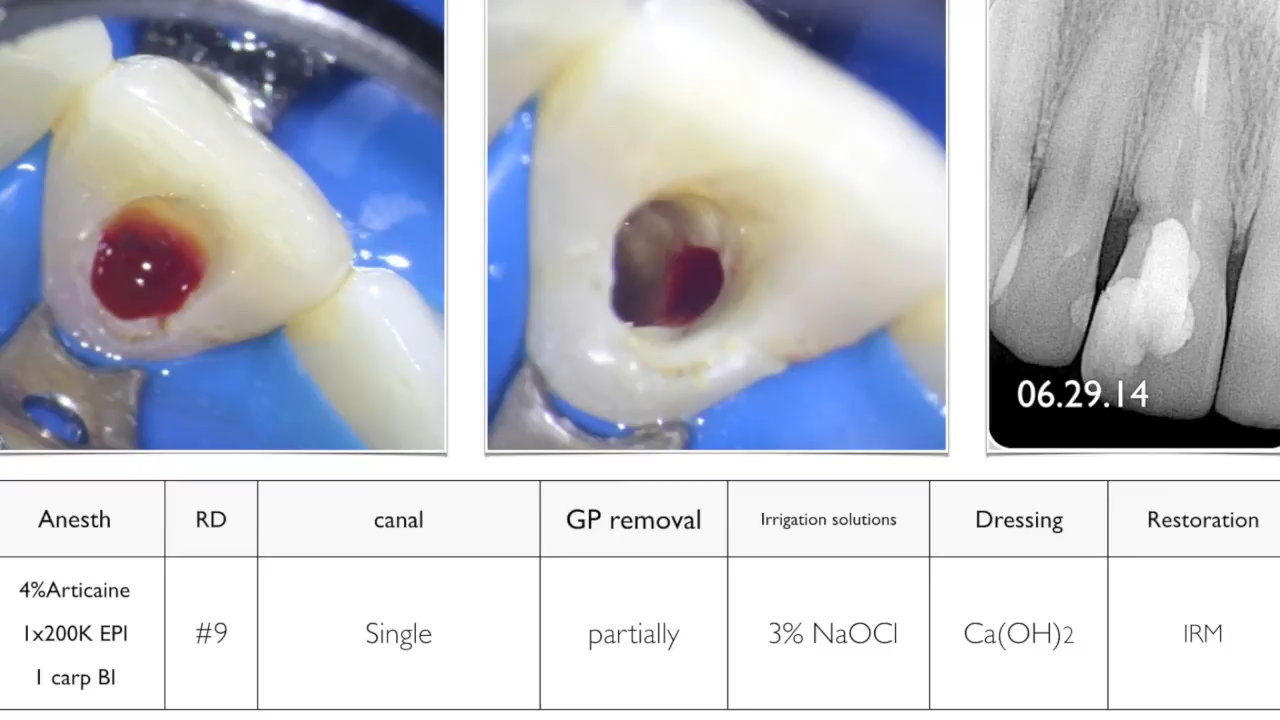 06.29.14
Anesth RD canal GP removal Irrigation solutions Dressing Restoration
4%Articaine
1x200K EPI
1 carp BI
#9 Single partially 3% NaOCl Ca(OH)2 IRM